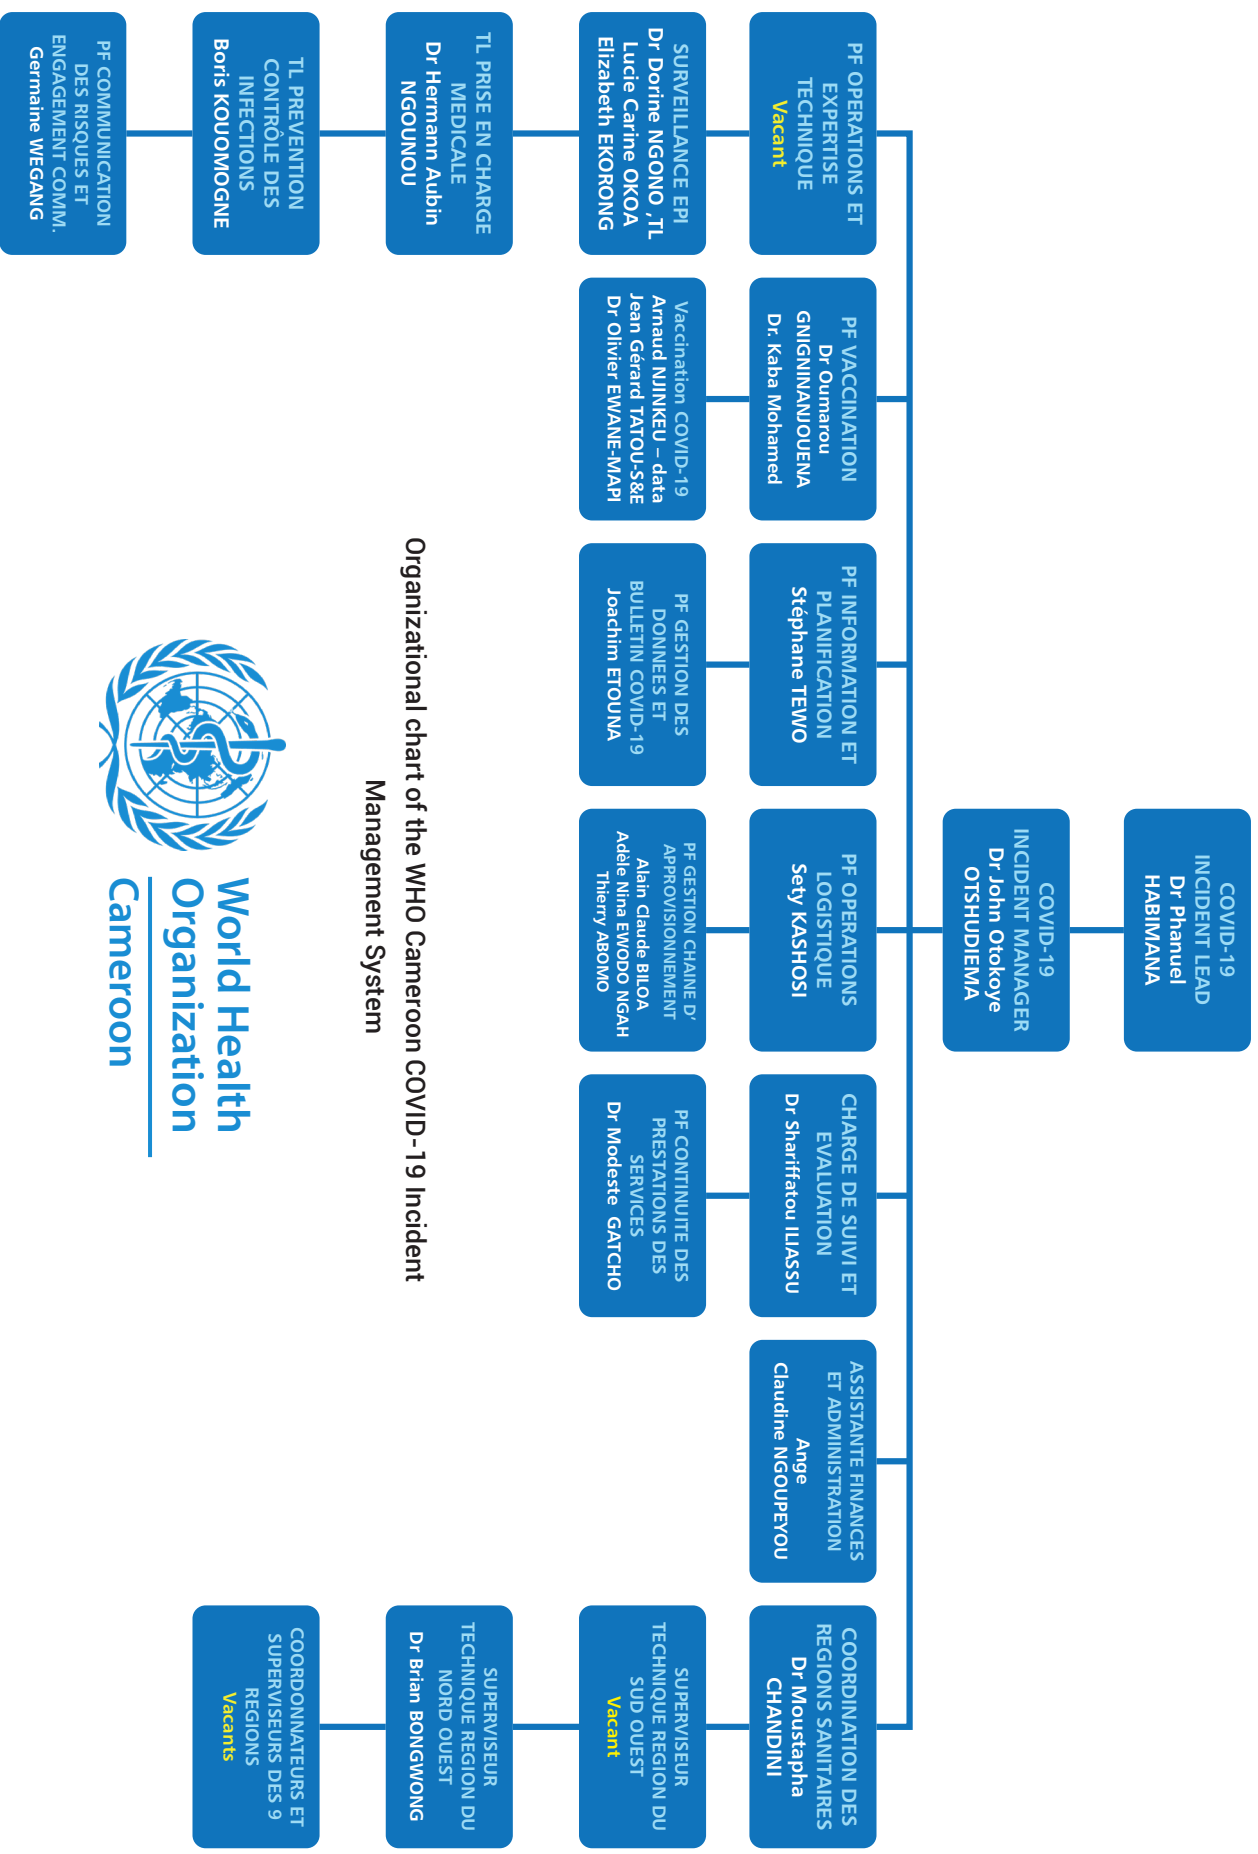 COVID-19
INCIDENT LEAD
Dr Phanuel
HABIMANA
COVID-19
INCIDENT MANAGER
Dr John Otokoye
OTSHUDIEMA
PF OPERATIONS ET
EXPERTISE
TECHNIQUE
Vacant
PF VACCINATION
Dr Oumarou
GNIGNINANJOUENA
Dr. Kaba Mohamed
PF INFORMATION ET
PLANIFICATION
Stéphane TEWO
PF OPERATIONS
LOGISTIQUE
Sety KASHOSI
CHARGE DE SUIVI ET
EVALUATION
Dr Shariffatou ILIASSU
ASSISTANTE FINANCES
ET ADMINISTRATION
Ange
Claudine NGOUPEYOU
COORDINATION DES
REGIONS SANITAIRES
Dr Moustapha
CHANDINI
SURVEILLANCE EPI
Dr Dorine NGONO ,TL
Lucie Carine OKOA
Elizabeth EKORONG
Vaccination COVID-19
Arnaud NJINKEU – data
Jean Gérard TATOU-S&E
Dr Olivier EWANE-MAPI
PF GESTION DES
DONNEES ET
BULLETIN COVID-19
Joachim ETOUNA
PF GESTION CHAINE D’
APPROVISIONNEMENT
Alain Claude BILOA
Adèle Nina EWODO NGAH
Thierry ABOMO
PF CONTINUITE DES
PRESTATIONS DES
SERVICES
Dr Modeste GATCHO
SUPERVISEUR
TECHNIQUE REGION DU
SUD OUEST
Vacant
TL PRISE EN CHARGE
MEDICALE
Dr Hermann Aubin
NGOUNOU
SUPERVISEUR
TECHNIQUE REGION DU
NORD OUEST
Dr Brian BONGWONG
TL PREVENTION
CONTRÔLE DES
INFECTIONS
Boris KOUOMOGNE
COORDONNATEURS ET
SUPERVISEURS DES 9
REGIONS
Vacants
PF COMMUNICATION
DES RISQUES ET
ENGAGEMENT COMM.
Germaine WEGANG
Organizational chart of the WHO Cameroon COVID-19 Incident
Management System
World Health
Organization
Cameroon